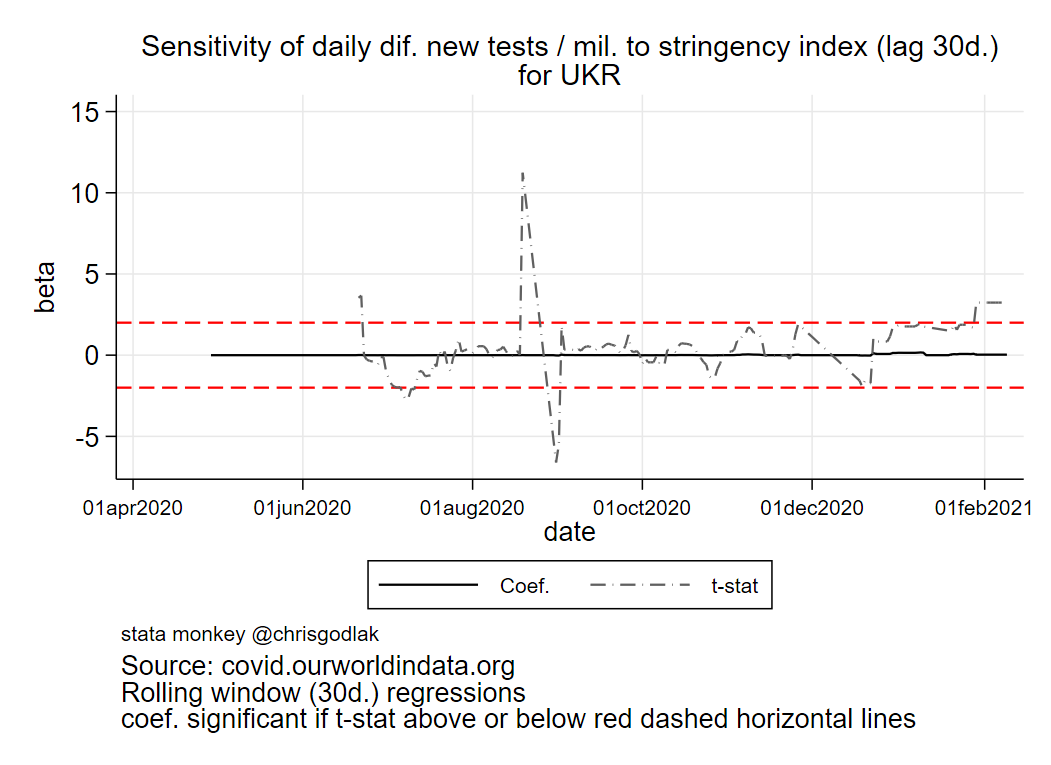 Sensitivity of daily dif. new tests / mil. to stringency index (lag 30d.)
for UKR
beta
15
10
5
0
-5
01apr2020 01jun2020 01aug2020 01oct2020 01dec2020 01feb2021
date
Coef. t-stat
stata monkey @chrisgodlak
Source: covid.ourworldindata.org
Rolling window (30d.) regressions
coef. significant if t-stat above or below red dashed horizontal lines